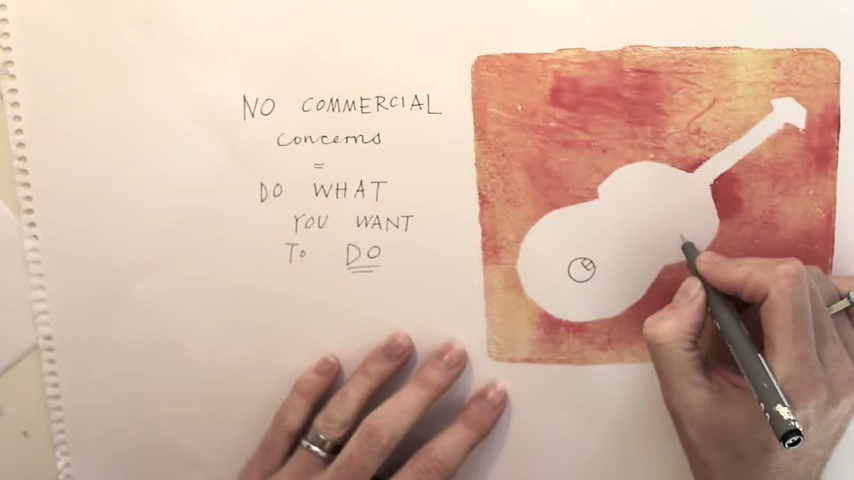 NO COMMERCIAL
concerns
=
DO WHAT
YOU WANT
To DO